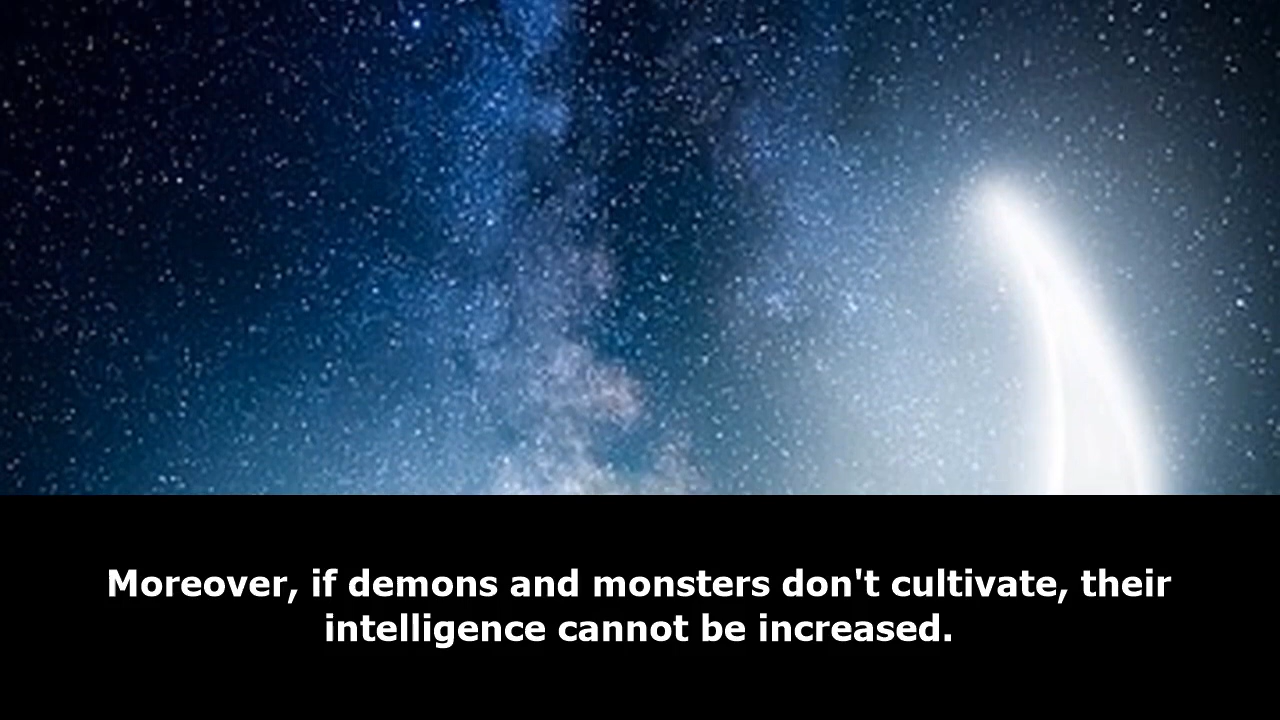 Moreover, if demons and monsters don't cultivate, their
intelligence cannot be increased.